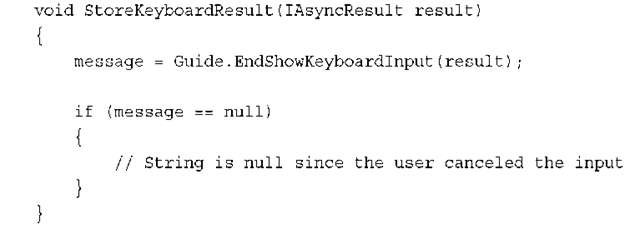 void StoreKeyboardResult(IAsyncResult result)
{
    message = Guide.EndShowKeyboardInput(result);

    if (message == null)
    {
        // String is null since the user canceled the input
    }
}